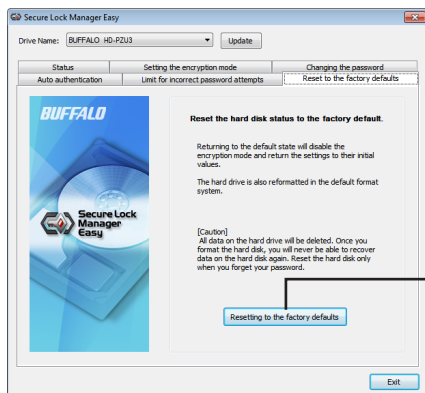 Secure Lock Manager Easy
Drive Name: BUFFALO HD-PZU3 Update
Status Setting the encryption mode Changing the password
Auto authentication Limit for incorrect password attempts Reset to the factory defaults
BUFFALO
Secure Lock
Manager
Easy
Reset the hard disk status to the factory default.
Returning to the default state will disable the
encryption mode and return the settings to their initial
values.
The hard drive is also reformatted in the default format
system.
[Caution]
All data on the hard drive will be deleted. Once you
format the hard disk, you will never be able to recover
data on the hard disk again. Reset the hard disk only
when you forget your password.
Resetting to the factory defaults
Exit